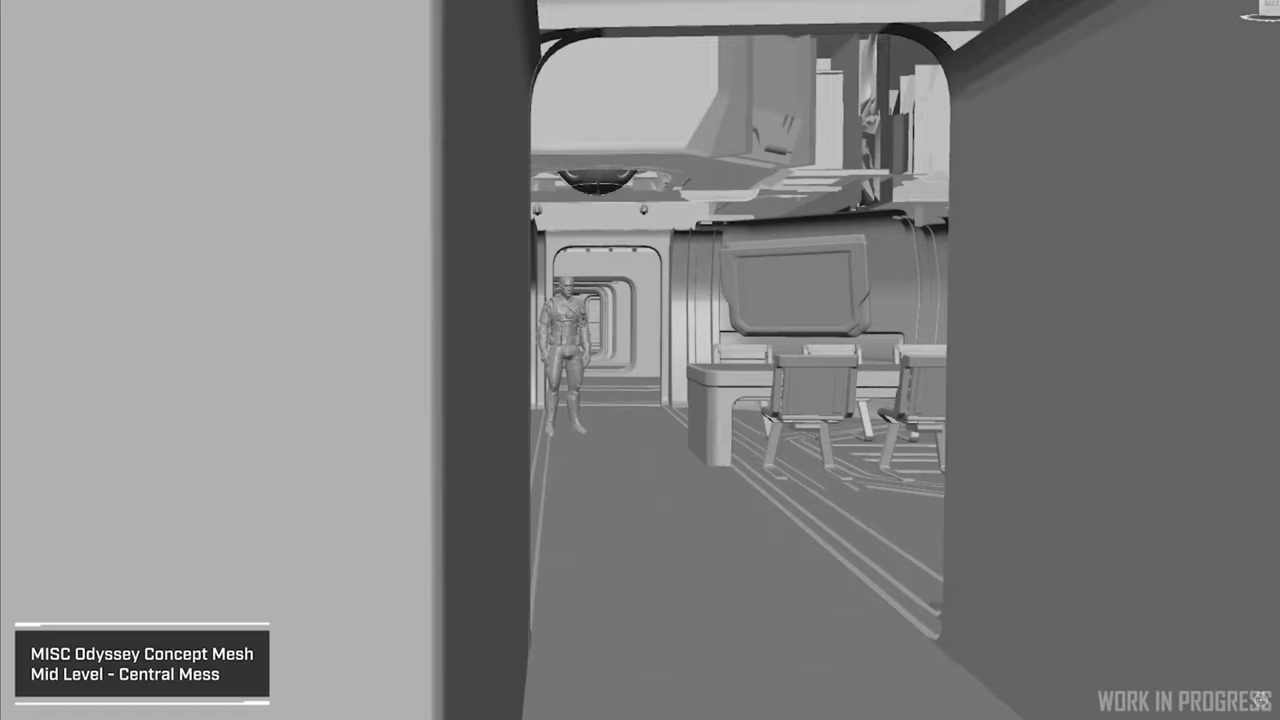 MISC Odyssey Concept Mesh
Mid Level - Central Mess
WORK IN PROGRESS